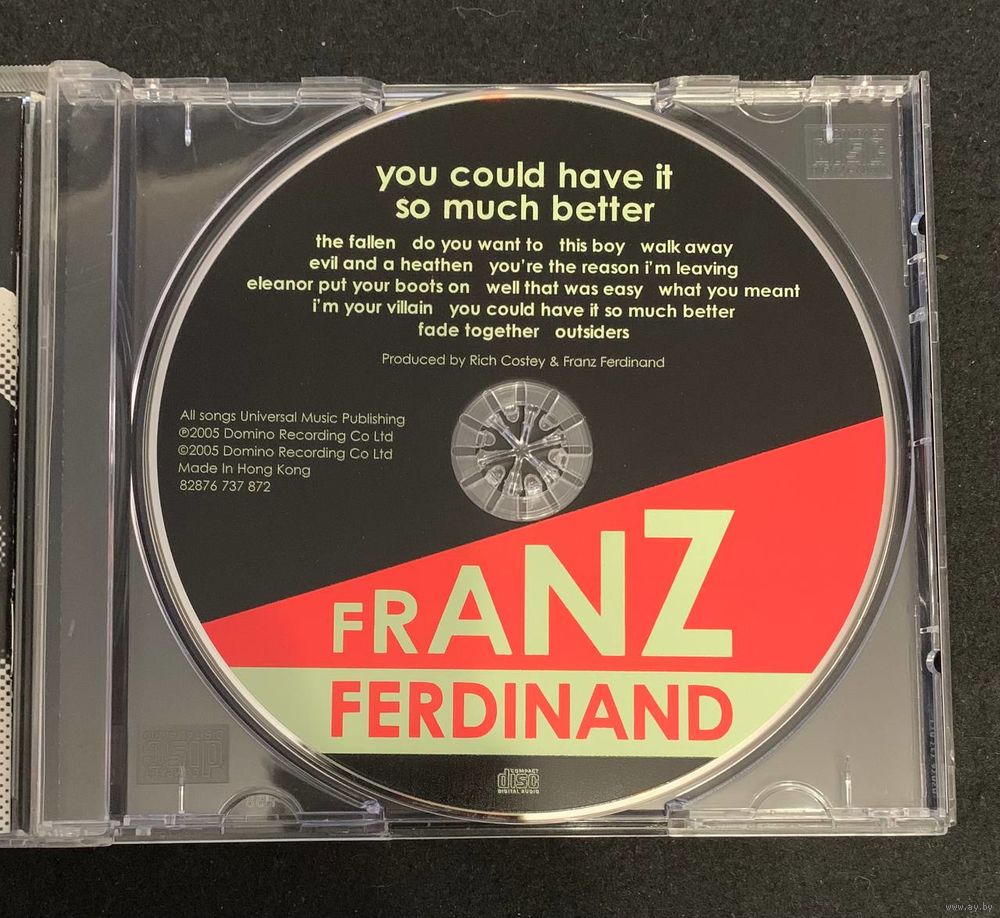 you could have it
so much better
the fallen do you want to this boy walk away
evil and a heathen you're the reason i'm leaving
eleanor put your boots on well that was easy what you meant
i'm your villain you could have it so much better
fade together outsiders
Produced by Rich Costey & Franz Ferdinand
All songs Universal Music Publishing
℗2005 Domino Recording Co Ltd
©2005 Domino Recording Co Ltd
Made In Hong Kong
82876 737 872
FRANZ
FERDINAND
COMPACT
disc
DIGITAL AUDIO
www.ay.by